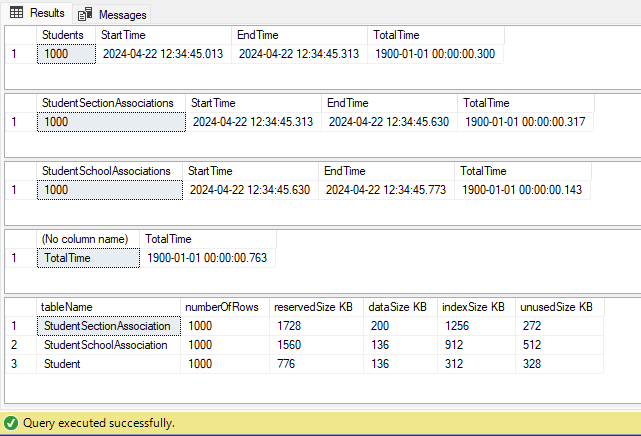 Results Messages
Students StartTime EndTime TotalTime
1 1000 2024-04-22 12:34:45.013 2024-04-22 12:34:45.313 1900-01-01 00:00:00.300
StudentSectionAssociations StartTime EndTime TotalTime
1 1000 2024-04-22 12:34:45.313 2024-04-22 12:34:45.630 1900-01-01 00:00:00.317
StudentSchoolAssociations StartTime EndTime TotalTime
1 1000 2024-04-22 12:34:45.630 2024-04-22 12:34:45.773 1900-01-01 00:00:00.143
(No column name) TotalTime
1 TotalTime 1900-01-01 00:00:00.763
tableName numberOfRows reservedSize KB dataSize KB indexSize KB unusedSize KB
1 StudentSectionAssociation 1000 1728 200 1256 272
2 StudentSchoolAssociation 1000 1560 136 912 512
3 Student 1000 776 136 312 328
Query executed successfully.